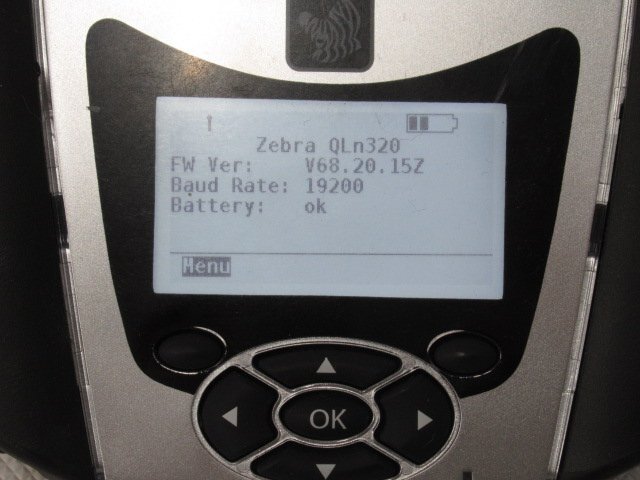 Zebra QLn320
FW Ver: V68.20.15Z
Baud Rate: 19200
Battery: ok
Menu
OK